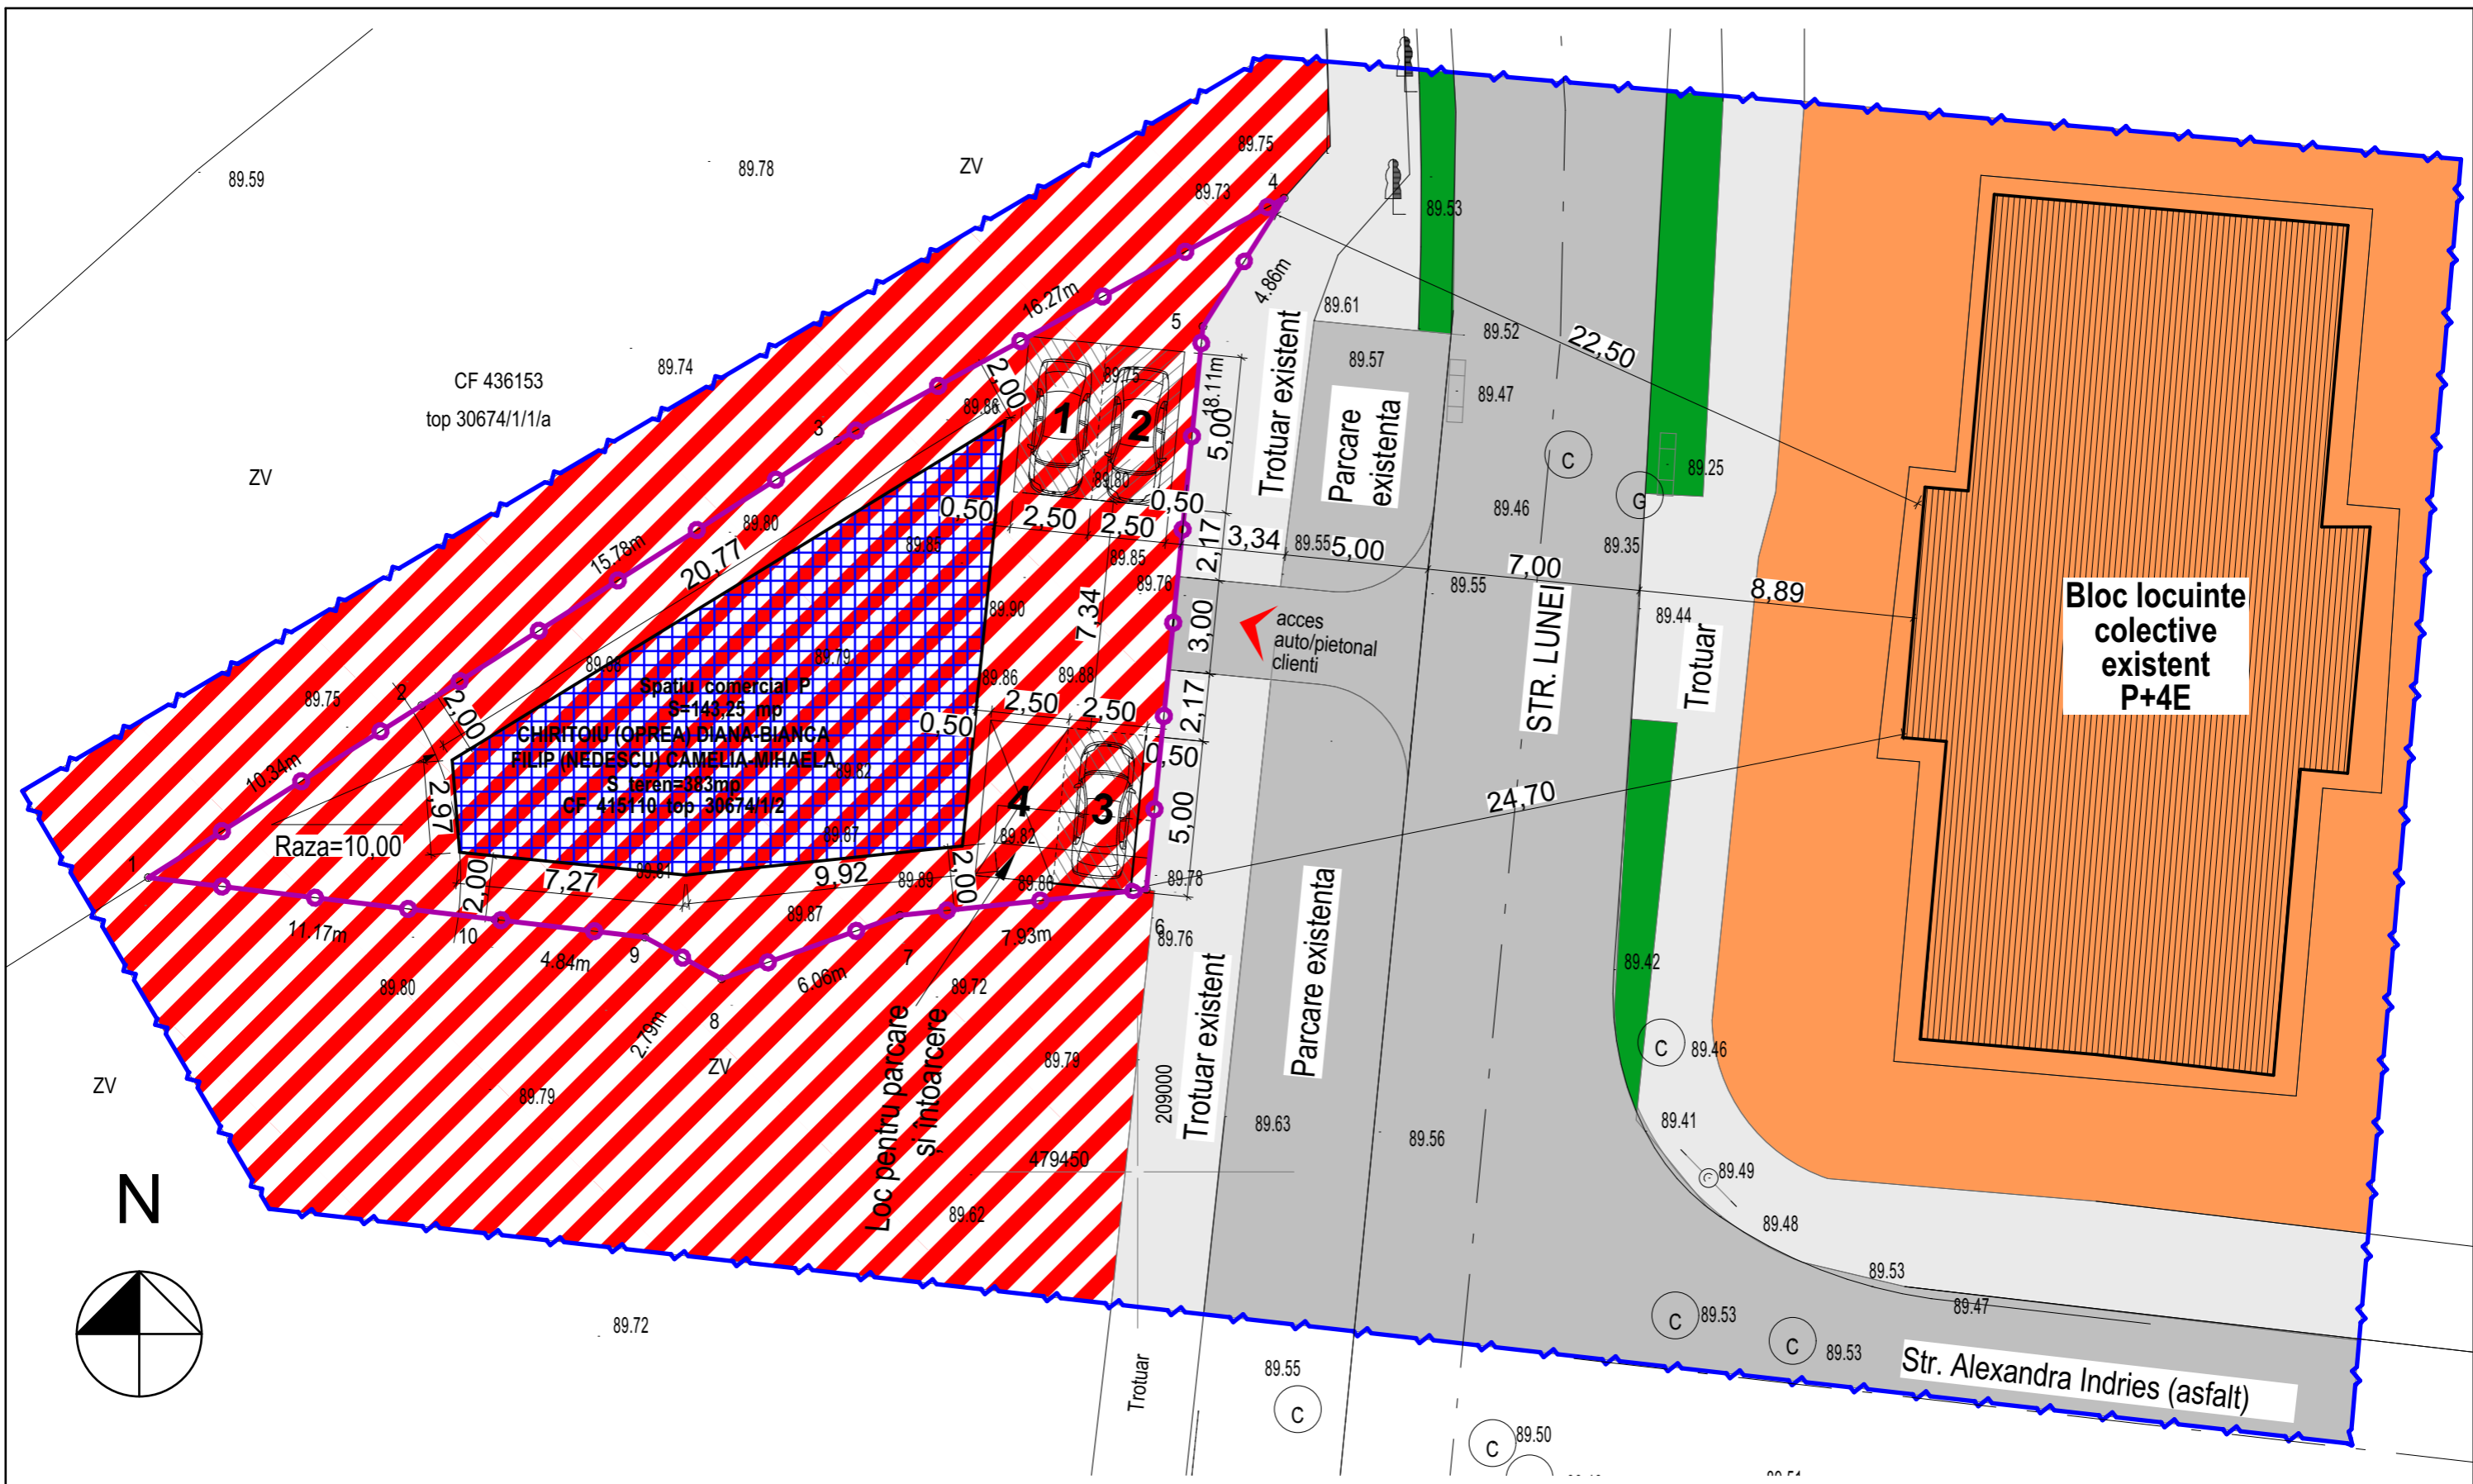 89.59
89.78
ZV
89.75
4
89.73
89.53
4.86m
16.27m
89.61
5
89.52
22,50
89.57
89.74
CF 436153
top 30674/1/1/a
2,00
89.75
18.11m
89.47
89.86
1
2
5,00
Trotuar existent
Parcare
existenta
3
C
89.25
ZV
89.80
G
0,50
2,50
2,50
0,50
89.46
89.80
15.78m
20,77
89.85
89.85
2,17
3,34
89.55
5,00
89.35
7,00
89.76
89.55
8,89
89.90
7,34
3,00
acces
auto/pietonal
clienti
STR. LUNEI
89.44
Trotuar
Bloc locuinte
colective
existent
P+4E
89.66
89.79
89.86
89.88
89.75
2
2,00
Spatiu comercial P
S=143,25 mp
CHIRITOIU (OPREA) DIANA-BIANCA
FILIP (NEDESCU) CAMELIA-MIHAELA
S teren=383mp
CF 415110 top 30674/1/2
89.82
0,50
2,50
2,50
2,17
0,50
10.34m
2,97
4
3
5,00
24,70
Raza=10,00
89.87
89.82
1
2,00
7,27
89.81
9,92
89.89
2,00
89.86
89.78
11.17m
10
89.87
4.84m
9
6.06m
7
7.93m
6
89.76
89.80
89.72
89.42
2.79m
8
ZV
Loc pentru parcare
și întoarcere
89.79
209000
Trotuar existent
Parcare existenta
C
89.46
ZV
89.79
89.63
89.56
89.41
479450
89.49
N
89.62
89.48
89.53
89.47
89.72
C
89.53
C
89.53
Str. Alexandra Indries (asfalt)
Trotuar
89.55
C
C
89.50